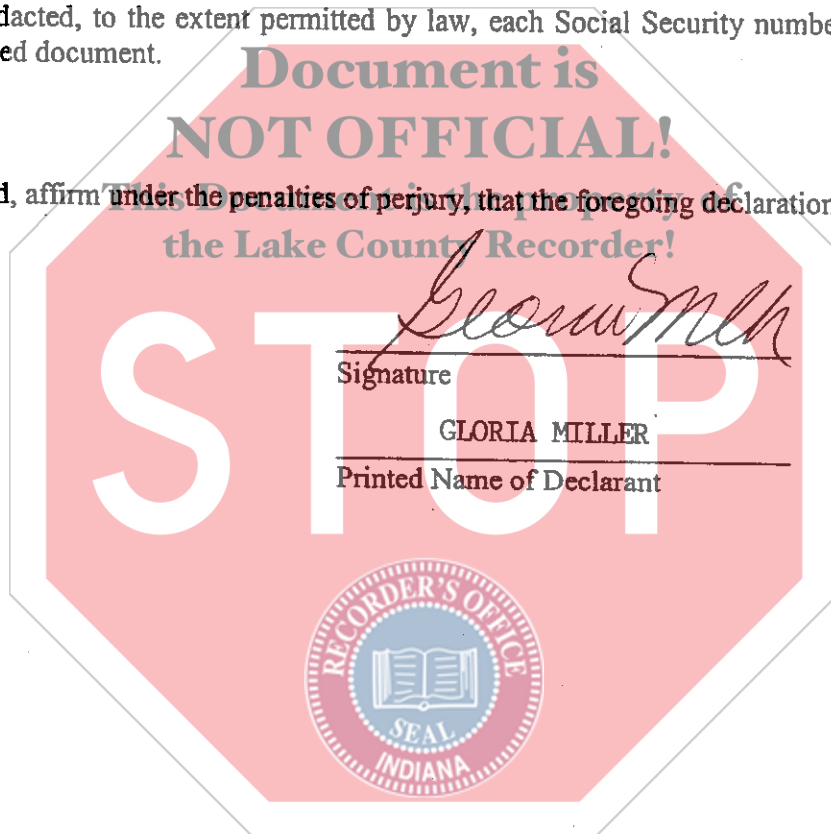 dacted, to the extent permitted by law, each Social Security numbe
ed document.
Document is
NOT OFFICIAL!
d, affirm under the penalties of perjury, that the foregoing declaration
This Document is the property of
the Lake County Recorder!
STOP
Signature
GLORIA MILLER
Printed Name of Declarant
RECORDER'S OFFICE
SEAL
INDIANA